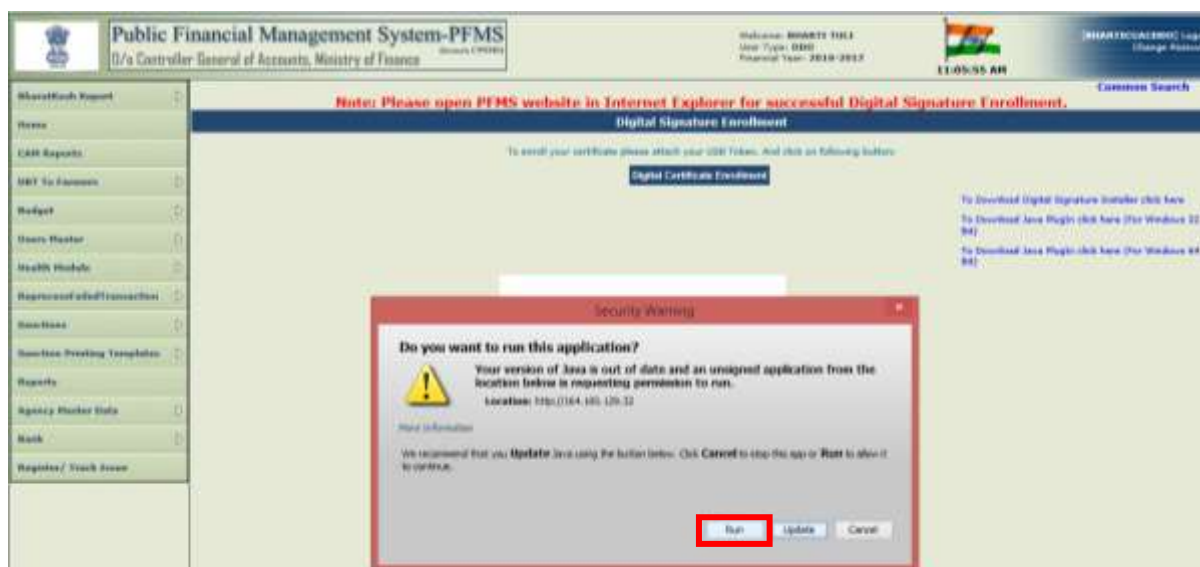 Public Financial Management System-PFMS
O/o Controller General of Accounts, Ministry of Finance
Welcome: BHARTI TULI
User Type: DDO
Financial Year: 2016-2017
11:05:55 AM
Common Search
BharatKosh Report
Home
CAM Reports
DBT To Farmers
Budget
Users Master
Health Module
ReprocessFailedTransaction
Sanctions
Sanction Printing Templates
Reports
Agency Master Data
Bank
Register/ Track Issue
Note: Please open PFMS website in Internet Explorer for successful Digital Signature Enrollment.
Digital Signature Enrollment
To enroll your certificate please attach your USB Token. And click on following button:
Digital Certificate Enrollment
To Download Digital Signature Installer click here
To Download Java Plugin click here (For Windows 32
Bit)
To Download Java Plugin click here (For Windows 64
Bit)
Security Warning
Do you want to run this application?
Your version of Java is out of date and an unsigned application from the
location below is requesting permission to run.
Location:
More Information
We recommend that you Update Java using the button below. Click Cancel to stop this app or Run to allow it
to continue.
Run
Update
Cancel